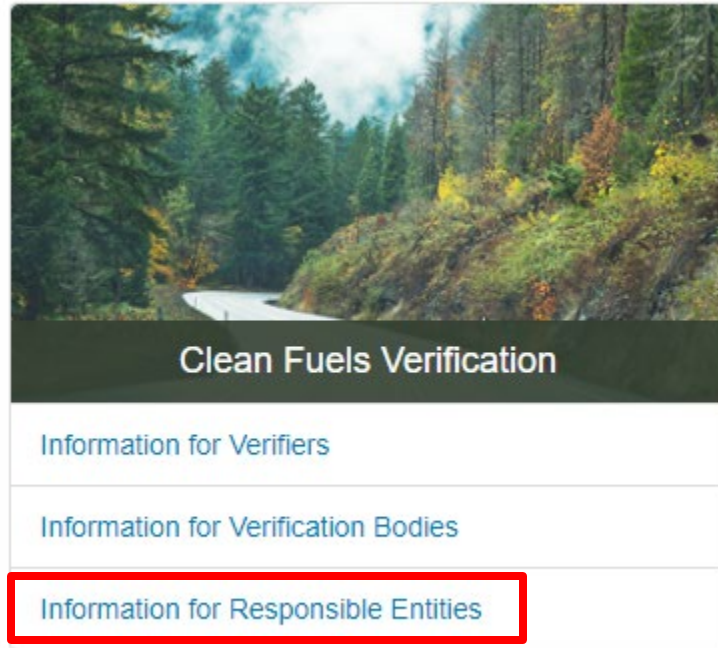 Clean Fuels Verification
Information for Verifiers
Information for Verification Bodies
Information for Responsible Entities